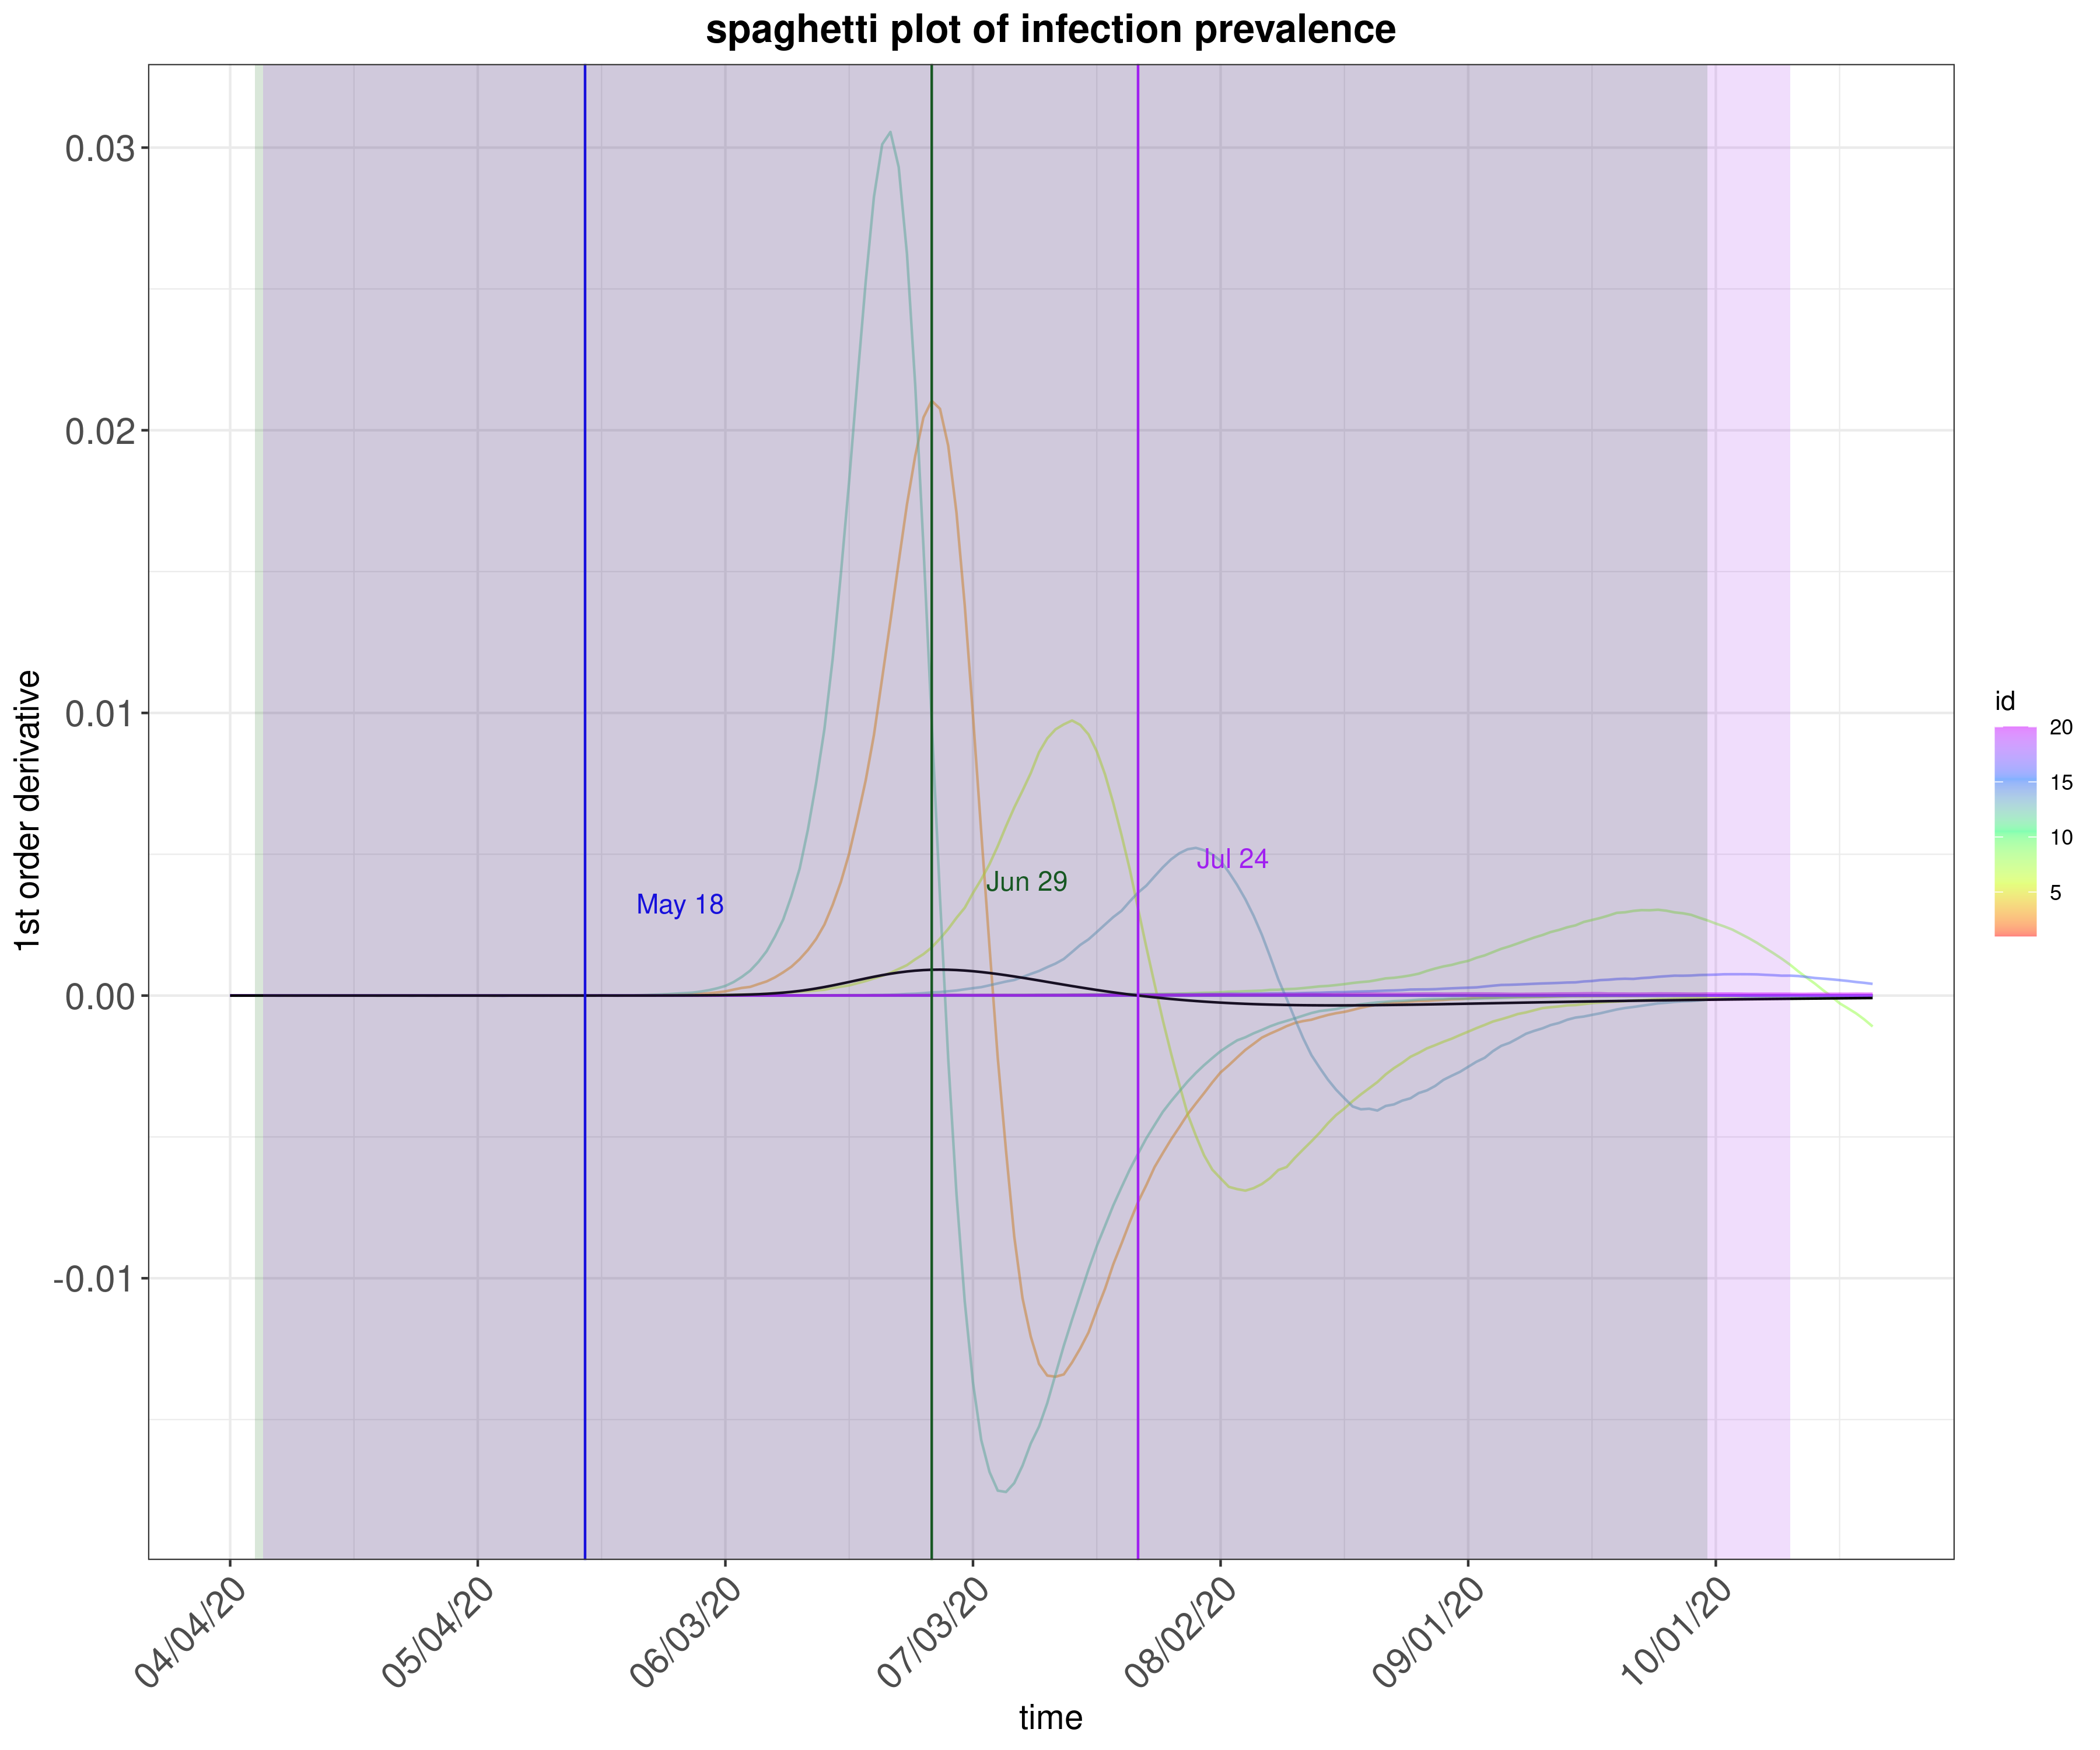 spaghetti plot of infection prevalence
1st order derivative
0.03
0.02
0.01
0.00
-0.01
May 18
Jun 29
Jul 24
04/04/20
05/04/20
06/03/20
07/03/20
08/02/20
09/01/20
10/01/20
time
id
20
15
10
5